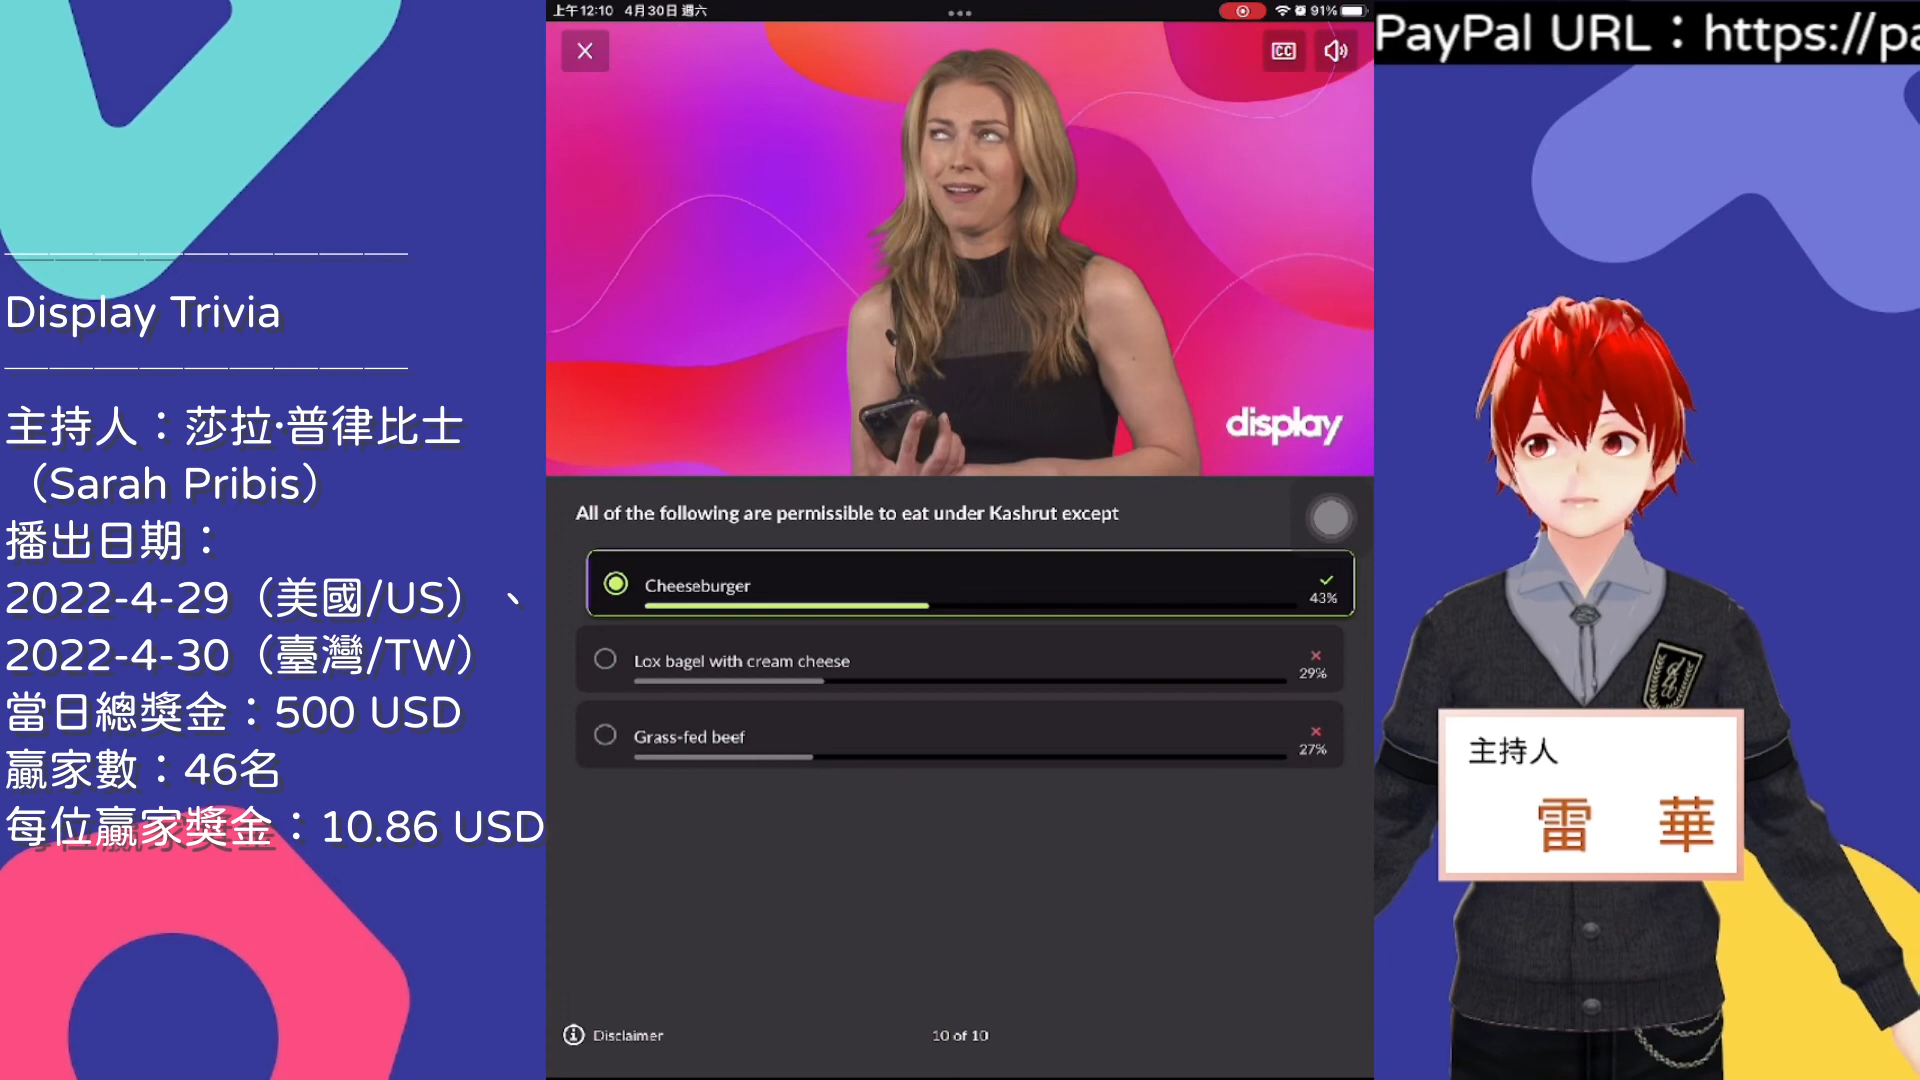 上午12:10 4月30日 週六
91%
PayPal URL：https://pa
CC
display
Display Trivia
主持人：莎拉·普律比士
（Sarah Pribis）
播出日期：
2022-4-29（美國/US）、
2022-4-30（臺灣/TW）
當日總獎金：500 USD
贏家數：46名
每位贏家獎金：10.86 USD
All of the following are permissible to eat under Kashrut except
Cheeseburger
43%
Lox bagel with cream cheese
29%
Grass-fed beef
27%
Disclaimer
10 of 10
主持人
雷 華